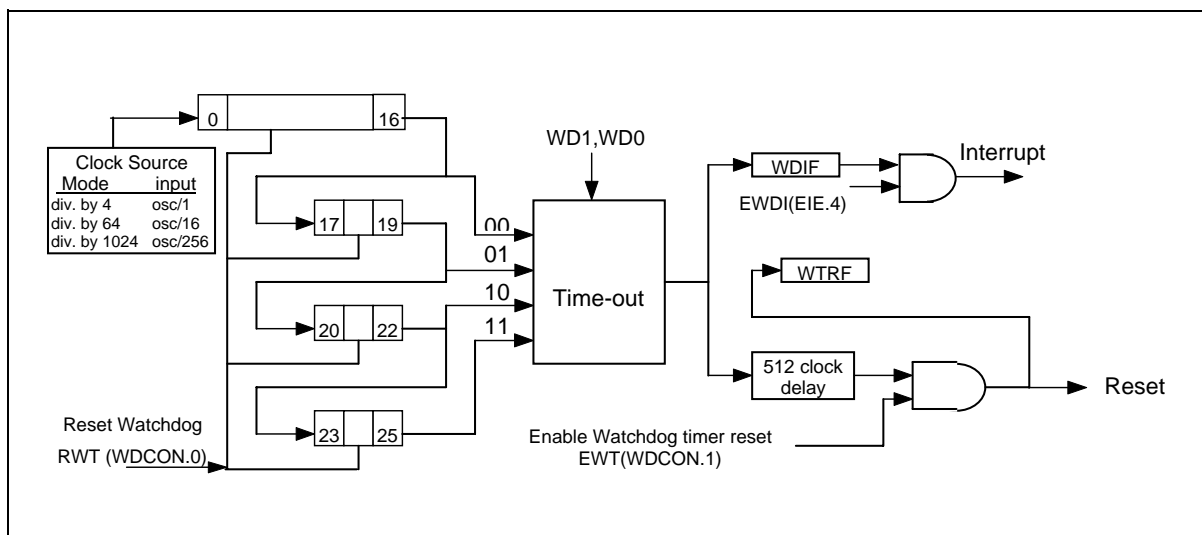 0 16
WD1,WD0
Clock Source
Mode input
div. by 4 osc/1
div. by 64 osc/16
div. by 1024 osc/256
17 19
00
01
20 22
10
11
23 25
Time-out
WDIF
Interrupt
EWDI(EIE.4)
WTRF
512 clock
delay
Reset
Enable Watchdog timer reset
EWT(WDCON.1)
Reset Watchdog
RWT (WDCON.0)